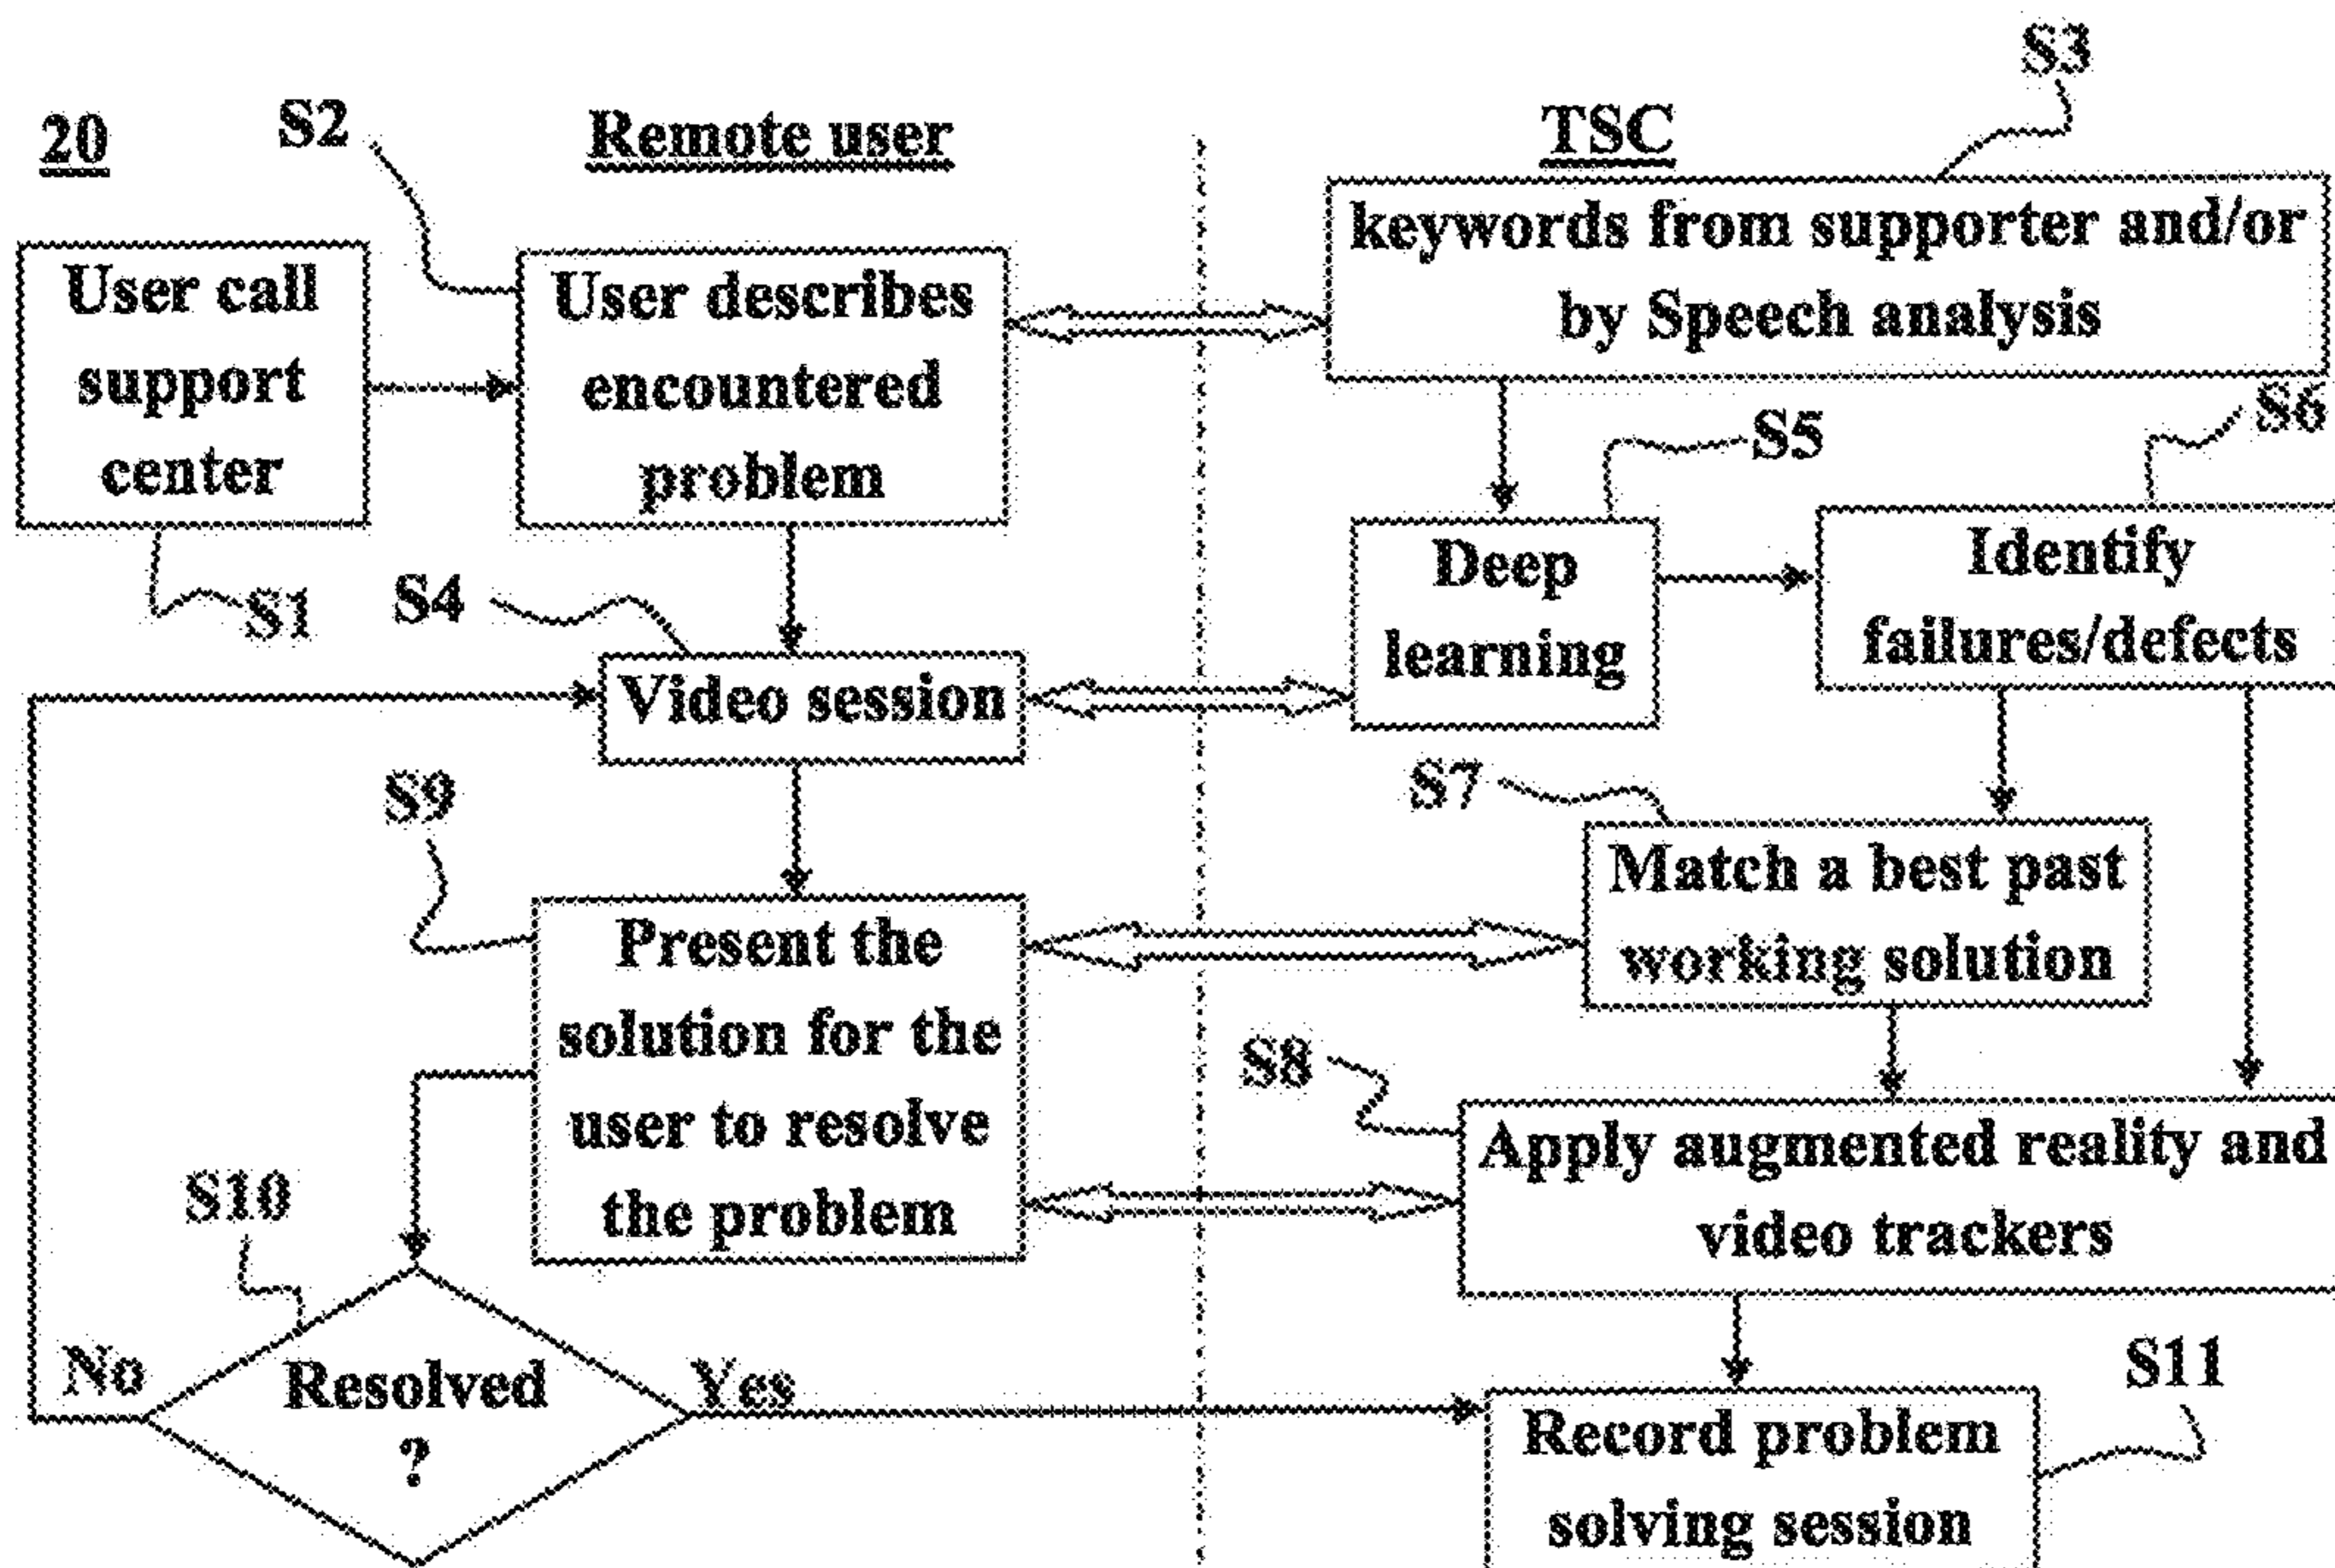 20
S2
Remote user
TSC
S3
User call
support
center
S1
User describes
encountered
problem
keywords from supporter and/or
by Speech analysis
S4
Video session
S5
Deep
learning
S6
Identify
failures/defects
S7
Match a best past
working solution
S9
Present the
solution for the
user to resolve
the problem
S8
Apply augmented reality and
video trackers
S10
No
Resolved
?
Yes
S11
Record problem
solving session